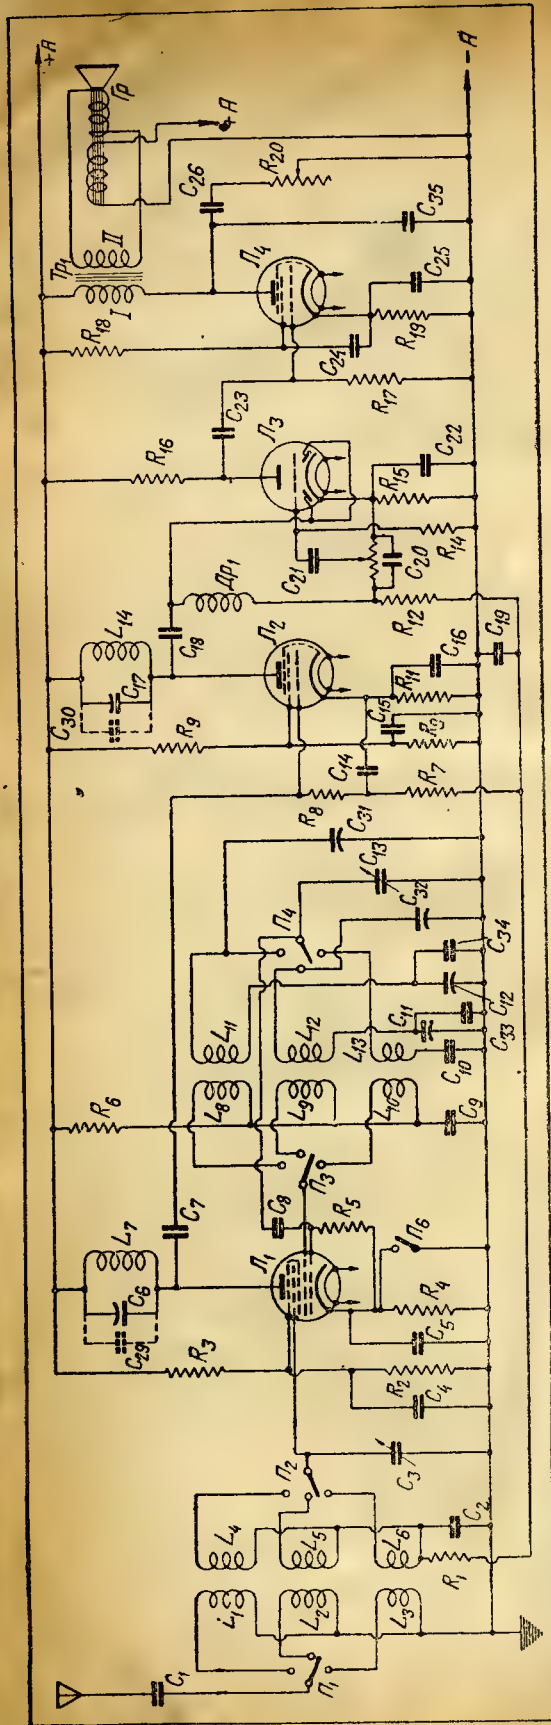 +A
Гр
+A
Тр₁
I
II
−A
C₂₆
R₂₀
C₃₅
R₁₈
Л₄
C₂₄
C₂₅
R₁₉
C₂₃
R₁₇
R₁₆
Л₃
C₂₂
R₁₅
C₂₁
C₂₀
R₁₄
Др₁
R₁₂
C₁₉
C₁₈
L₁₄
C₁₇
C₃₀
Л₂
C₁₆
R₁₁
C₁₅
R₉
C₁₄
R₈
R₇
C₃₁
C₁₃
C₃₂
П₄
C₃₄
C₁₂
C₁₁
C₃₃
C₁₀
L₁₁
L₁₂
L₁₃
L₈
L₉
L₁₀
R₆
C₉
П₃
C₇
C₈
R₅
П₆
L₇
C₆
C₂₉
Л₁
R₄
C₅
R₃
R₂
C₄
C₃
П₂
L₄
L₅
L₆
C₂
R₁
L₁
L₂
L₃
П₁
C₁